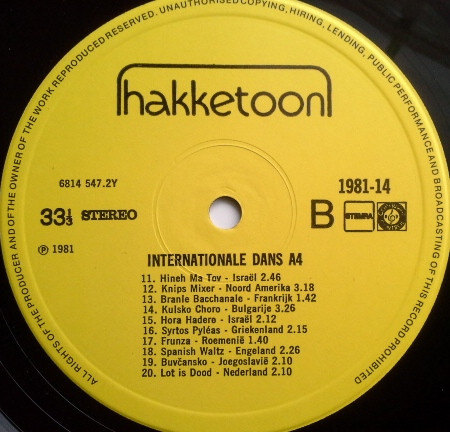 ALL RIGHTS OF THE PRODUCER AND OF THE OWNER OF THE WORK REPRODUCED RESERVED. UNAUTHORISED COPYING, HIRING, LENDING, PUBLIC PERFORMANCE AND BROADCASTING OF THIS RECORD PROHIBITED
hakketoon
6814 547.2Y
1981-14
33⅓ STEREO
B
STEMRA
℗ 1981
INTERNATIONALE DANS A4
11. Hineh Ma Tov - Israël 2.46
12. Knips Mixer - Noord Amerika 3.18
13. Branle Bacchanale - Frankrijk 1.42
14. Kulsko Choro - Bulgarije 3.26
15. Hora Hadere - Israël 2.12
16. Syrtos Pyléas - Griekenland 2.15
17. Frunza - Roemenië 1.40
18. Spanish Waltz - Engeland 2.26
19. Buvčansko - Joegoslavië 2.10
20. Lot is Dood - Nederland 2.10